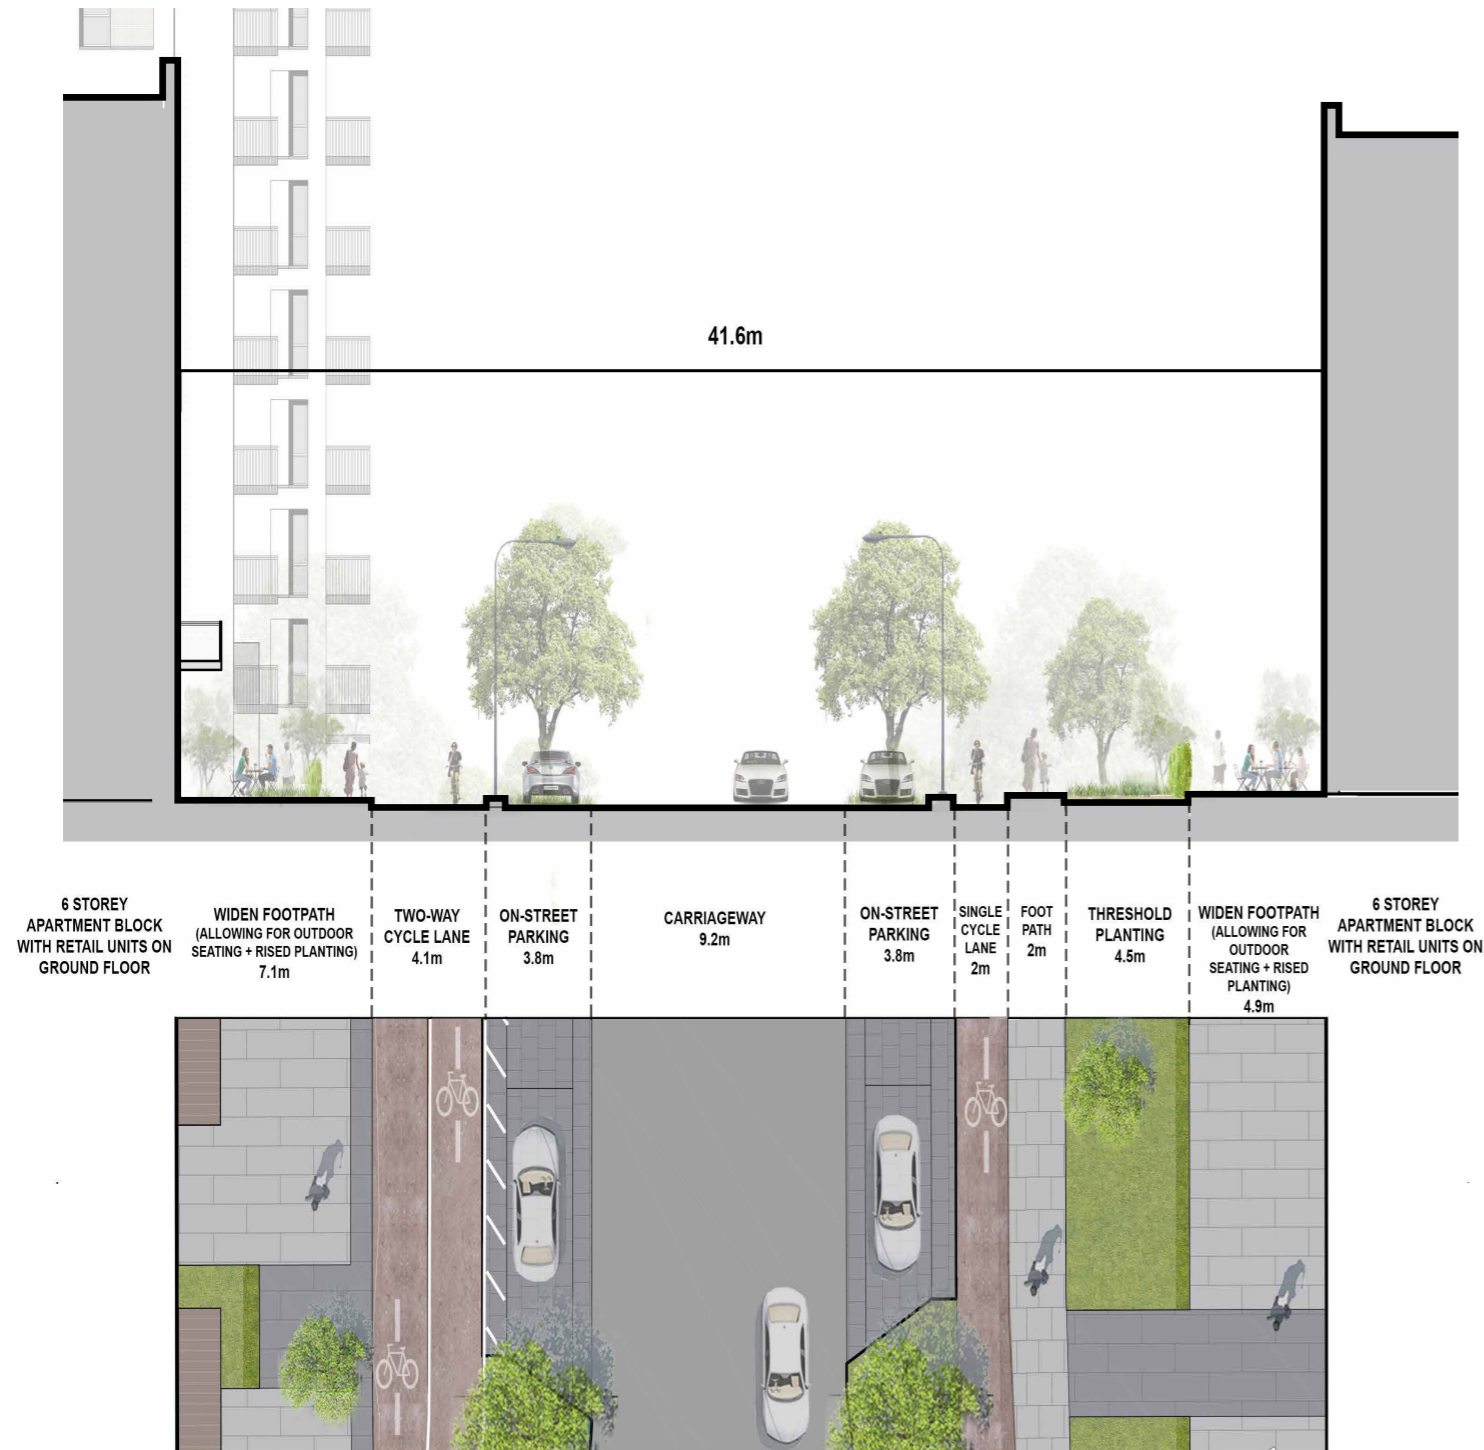 41.6m
6 STOREY
APARTMENT BLOCK
WITH RETAIL UNITS ON
GROUND FLOOR
WIDEN FOOTPATH
(ALLOWING FOR OUTDOOR
SEATING + RISED PLANTING)
7.1m
TWO-WAY
CYCLE LANE
4.1m
ON-STREET
PARKING
3.8m
CARRIAGEWAY
9.2m
ON-STREET
PARKING
3.8m
SINGLE
CYCLE
LANE
2m
FOOT
PATH
2m
THRESHOLD
PLANTING
4.5m
WIDEN FOOTPATH
(ALLOWING FOR
OUTDOOR
SEATING + RISED
PLANTING)
4.9m
6 STOREY
APARTMENT BLOCK
WITH RETAIL UNITS ON
GROUND FLOOR